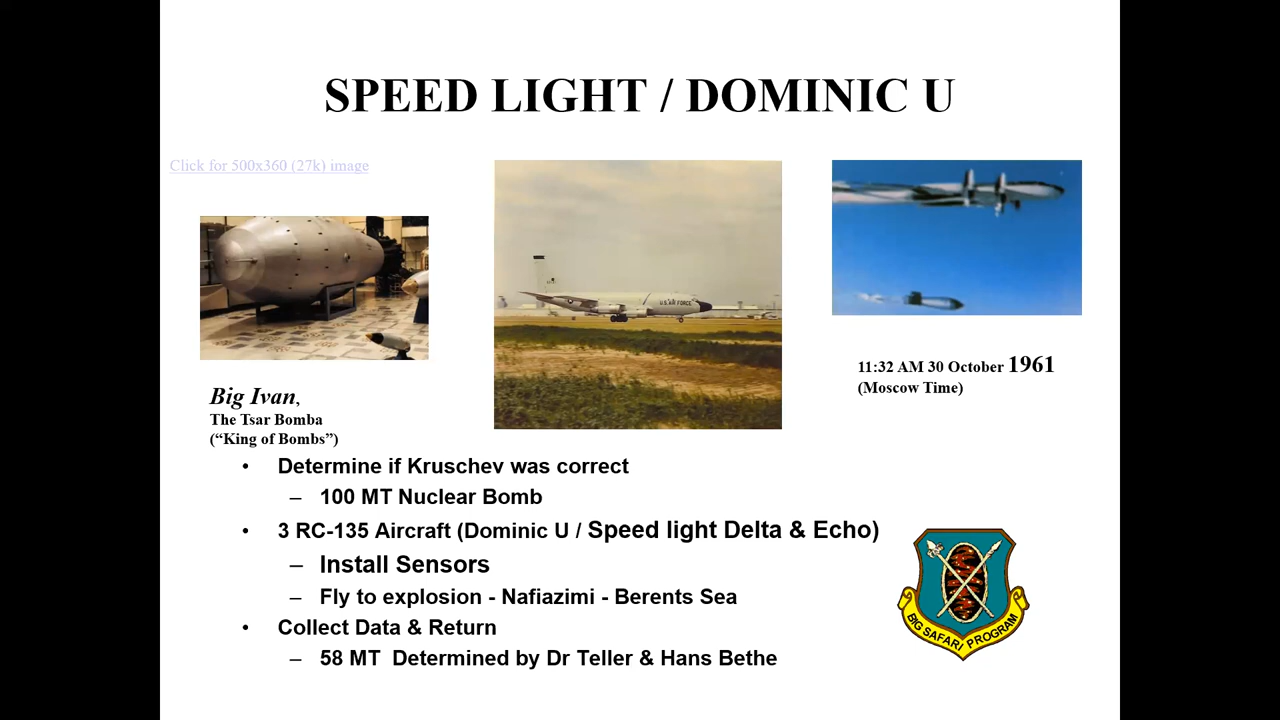 SPEED LIGHT / DOMINIC U
Click for 500x360 (27k) image
U.S. AIR FORCE
Big Ivan,
The Tsar Bomba
(“King of Bombs”)
11:32 AM 30 October 1961
(Moscow Time)
• Determine if Kruschev was correct
– 100 MT Nuclear Bomb
• 3 RC-135 Aircraft (Dominic U / Speed light Delta & Echo)
– Install Sensors
– Fly to explosion - Nafiazimi - Berents Sea
• Collect Data & Return
– 58 MT  Determined by Dr Teller & Hans Bethe
BIG SAFARI PROGRAM